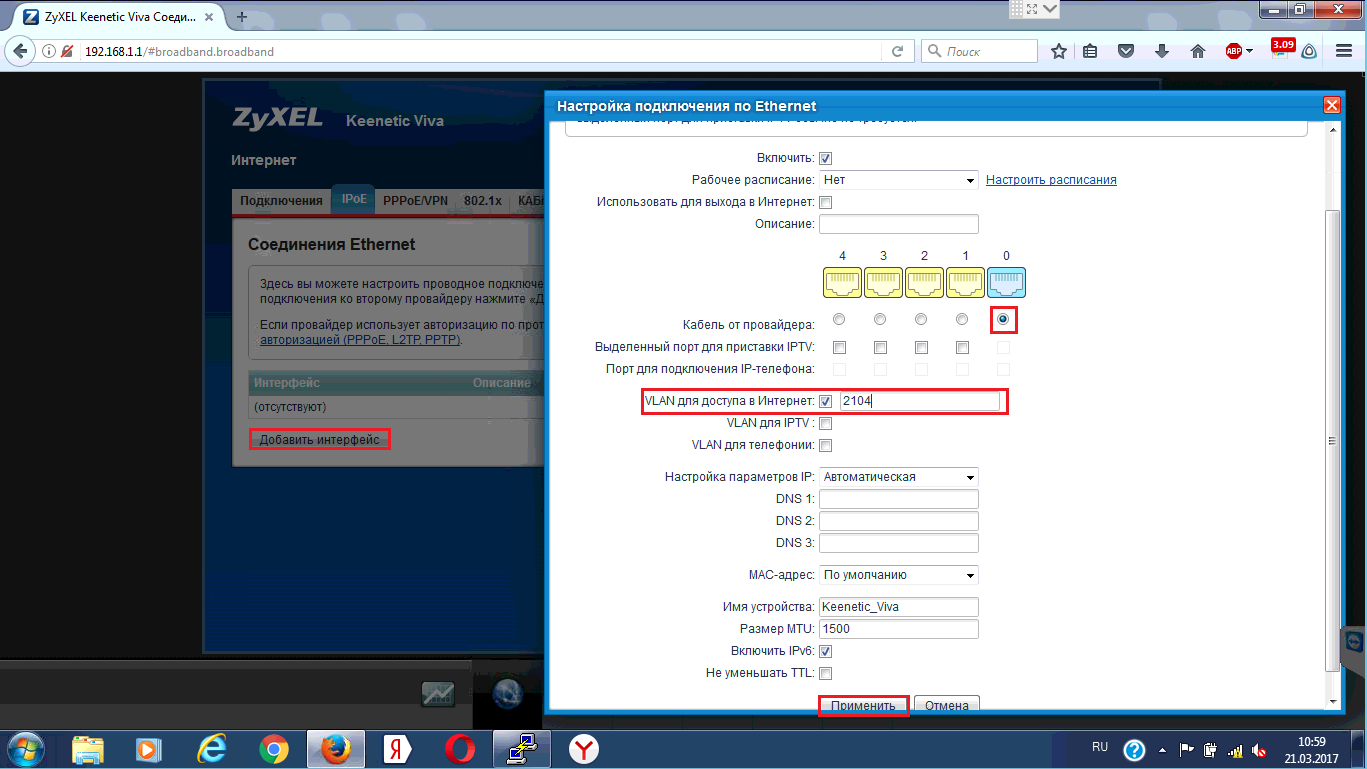 ZyXEL Keenetic Viva Соеди...
192.168.1.1/#broadband.broadband
Поиск
ABP
3.09
ZyXEL Keenetic Viva
Интернет
Подключения IPoE PPPoE/VPN 802.1x
Соединения Ethernet
Здесь вы можете настроить проводное
подключения ко второму провайдеру нажмите
Если провайдер использует авторизацию по
авторизацией (PPPoE, L2TP, PPTP).
Интерфейс Описание
(отсутствуют)
Добавить интерфейс
Настройка подключения по Ethernet
Включить:
Рабочее расписание: Нет Настроить расписания
Использовать для выхода в Интернет:
Описание:
4 3 2 1 0
Кабель от провайдера:
Выделенный порт для приставки IPTV:
Порт для подключения IP-телефона:
VLAN для доступа в Интернет: 2104
VLAN для IPTV :
VLAN для телефонии:
Настройка параметров IP: Автоматическая
DNS 1:
DNS 2:
DNS 3:
MAC-адрес: По умолчанию
Имя устройства: Keenetic_Viva
Размер MTU: 1500
Включить IPv6:
Не уменьшать TTL:
Применить Отмена
RU
10:59
21.03.2017